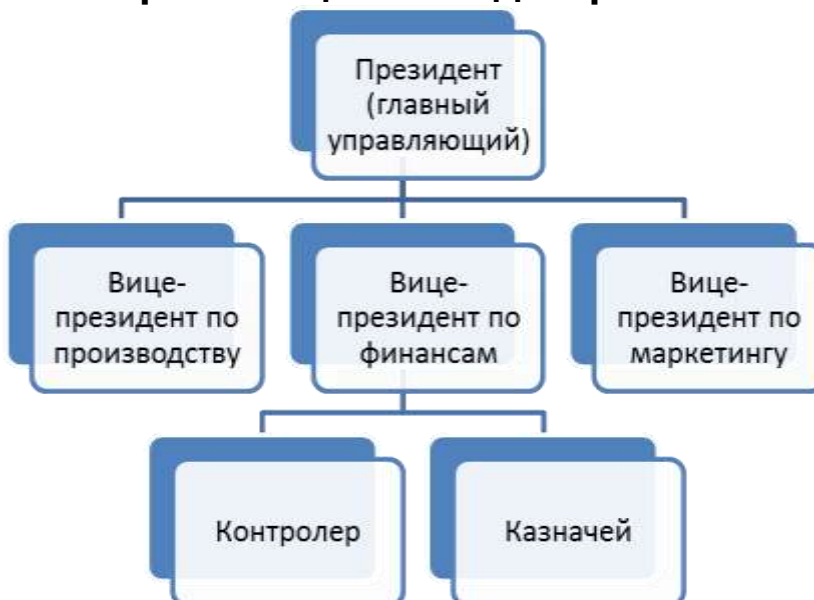 Президент
(главный
управляющий)
Вице-
президент по
производству
Вице-
президент по
финансам
Вице-
президент по
маркетингу
Контролер
Казначей